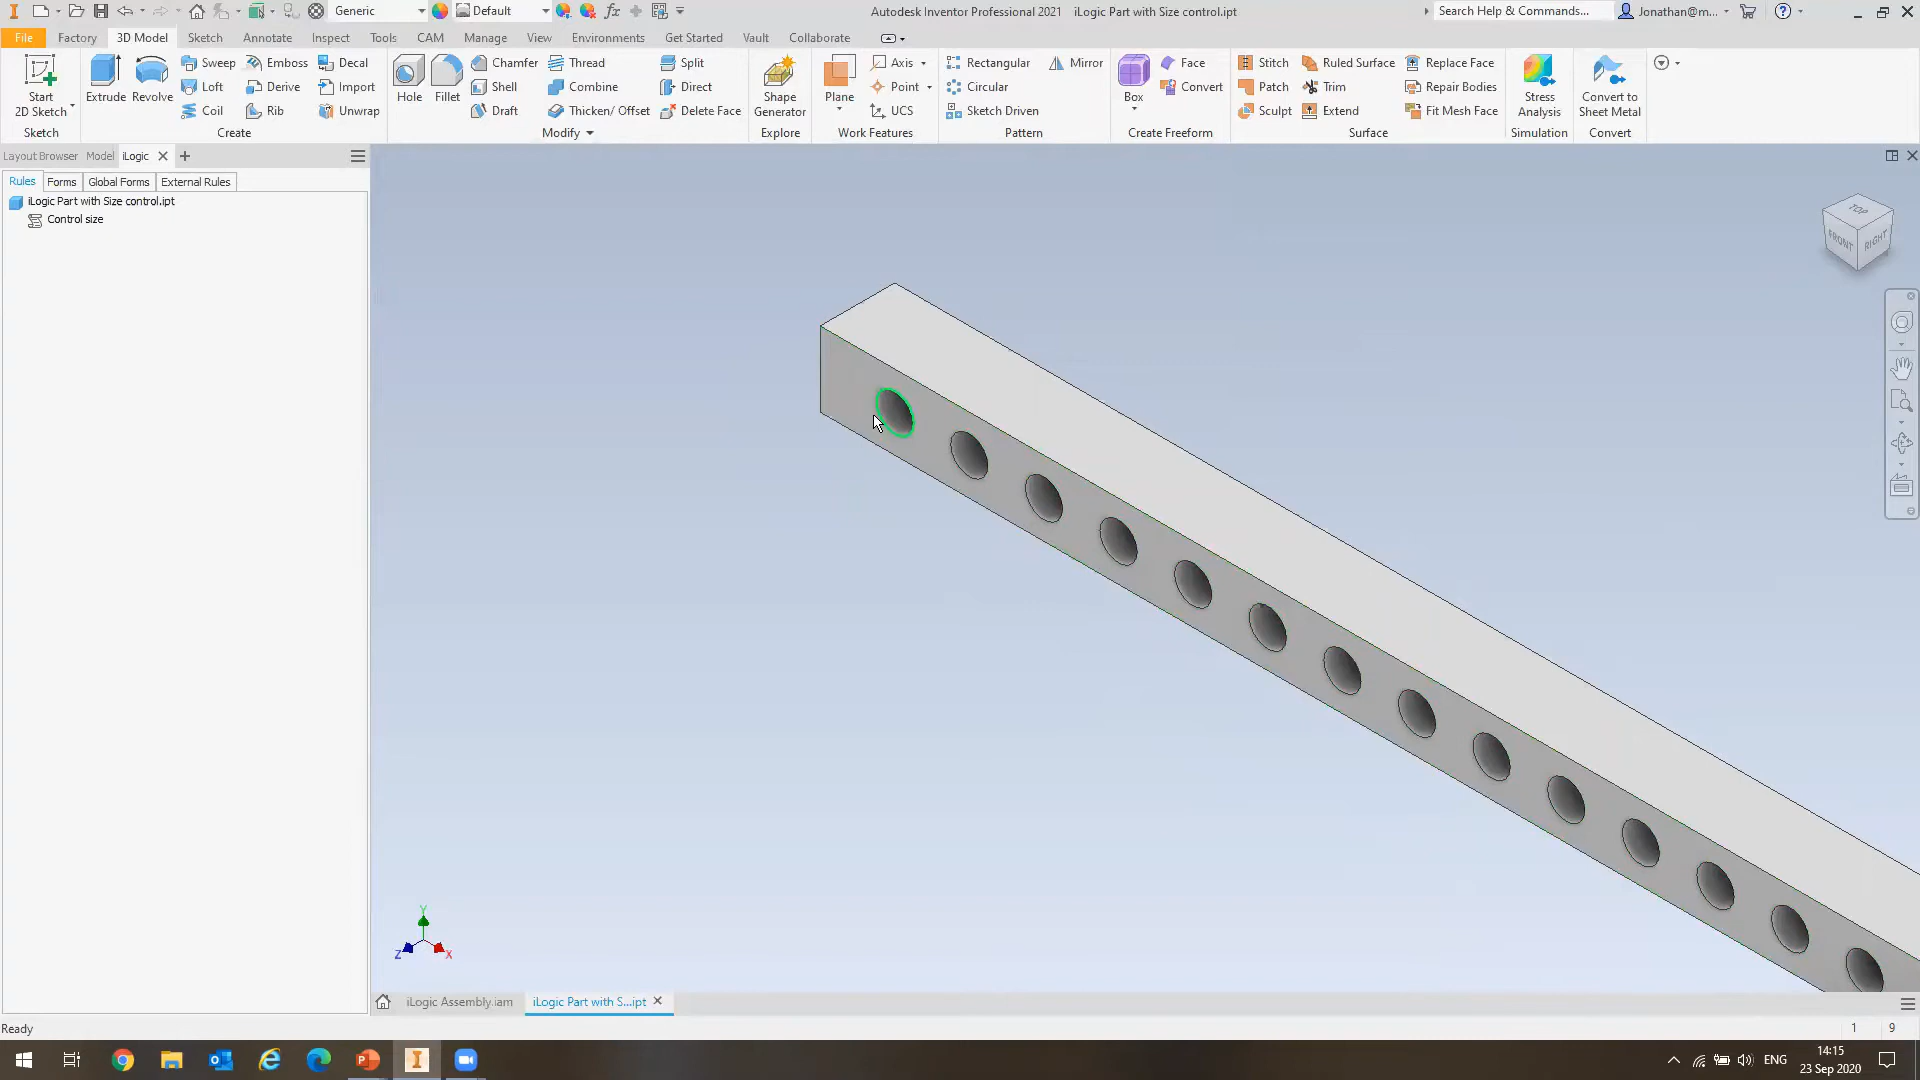 Generic
Default
fx
Autodesk Inventor Professional 2021 iLogic Part with Size control.ipt
Search Help & Commands...
Jonathan@m...
File Factory 3D Model Sketch Annotate Inspect Tools CAM Manage View Environments Get Started Vault Collaborate
Start
2D Sketch
Sketch
Extrude
Revolve
Sweep
Loft
Coil
Emboss
Derive
Rib
Decal
Import
Unwrap
Create
Hole
Fillet
Chamfer
Shell
Draft
Thread
Combine
Thicken/ Offset
Split
Direct
Delete Face
Modify
Shape
Generator
Explore
Plane
Axis
Point
UCS
Work Features
Rectangular
Circular
Sketch Driven
Mirror
Pattern
Box
Face
Convert
Create Freeform
Stitch
Patch
Sculpt
Ruled Surface
Trim
Extend
Replace Face
Repair Bodies
Fit Mesh Face
Surface
Stress
Analysis
Simulation
Convert to
Sheet Metal
Convert
Layout Browser Model iLogic
Rules Forms Global Forms External Rules
iLogic Part with Size control.ipt
Control size
TOP
FRONT
RIGHT
Y
Z
X
iLogic Assembly.iam iLogic Part with S...ipt
Ready
1 9
ENG
14:15
23 Sep 2020